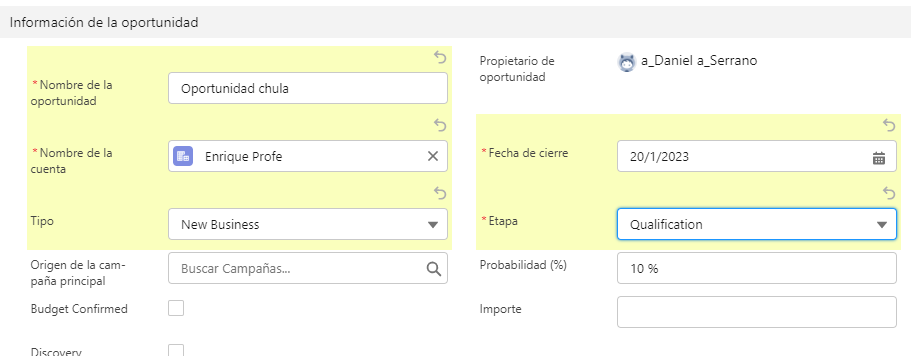 Información de la oportunidad
*Nombre de la
oportunidad
Oportunidad chula
Propietario de
oportunidad
a_Daniel a_Serrano
*Nombre de la
cuenta
Enrique Profe
*Fecha de cierre
20/1/2023
Tipo
New Business
*Etapa
Qualification
Origen de la cam-
paña principal
Buscar Campañas...
Probabilidad (%)
10 %
Budget Confirmed
Importe
Discovery